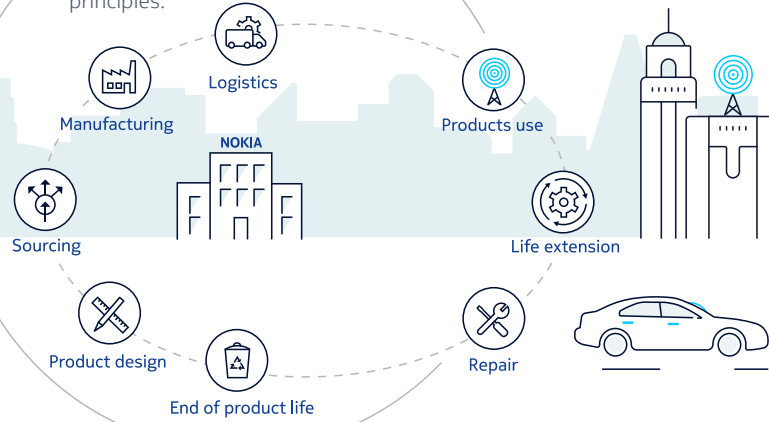 principles.
Logistics
Manufacturing
Products use
NOKIA
Sourcing
Life extension
Product design
Repair
End of product life